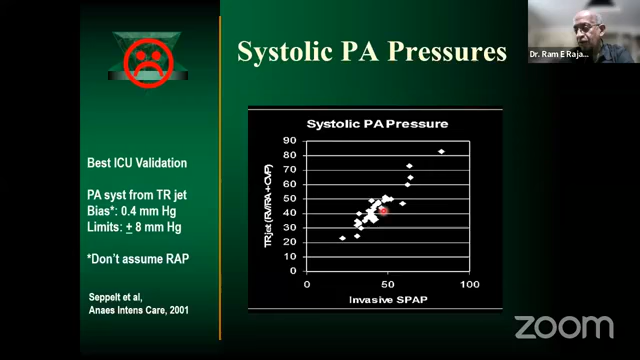 Systolic PA Pressures
Dr. Ram E Raja...
Best ICU Validation
PA syst from TR jet
Bias*: 0.4 mm Hg
Limits: ± 8 mm Hg
*Don't assume RAP
Seppelt et al,
Anaes Intens Care, 2001
Systolic PA Pressure
TR jet (RV/RA + CVP)
90
80
70
60
50
40
30
20
10
0
0 50 100
Invasive SPAP
zoom